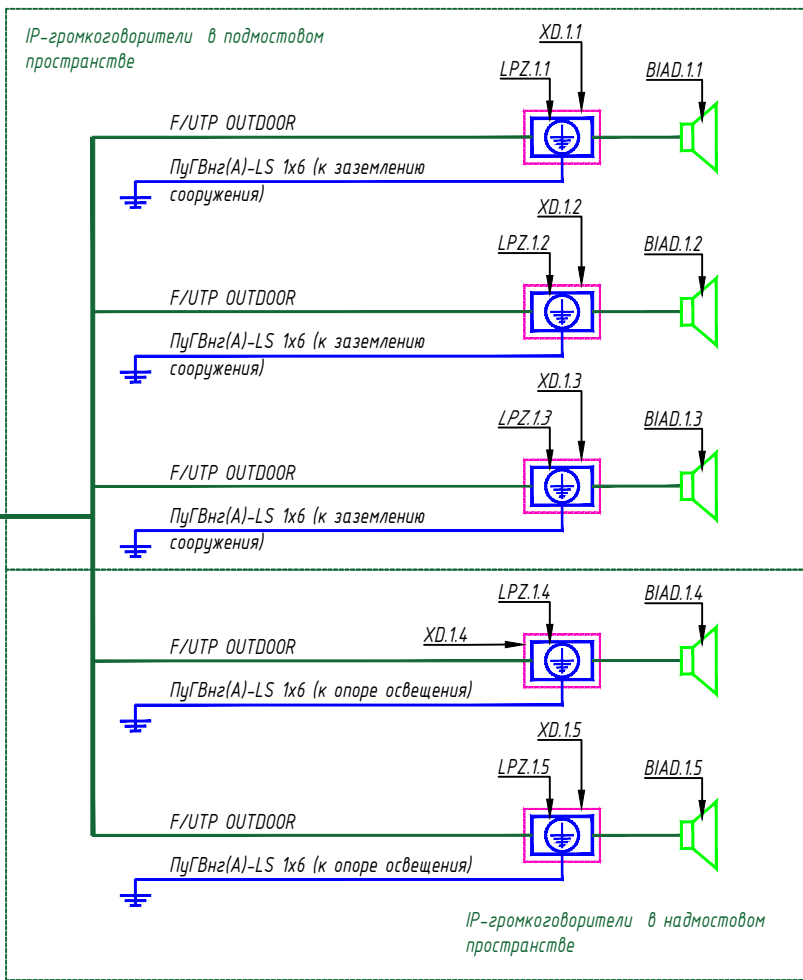 IP-громкоговорители в подмостовом
пространстве
XD.1.1
LPZ.1.1
BIAD.1.1
F/UTP OUTDOOR
ПуГВнг(А)-LS 1х6 (к заземлению
сооружения)
XD.1.2
LPZ.1.2
BIAD.1.2
F/UTP OUTDOOR
ПуГВнг(А)-LS 1х6 (к заземлению
сооружения)
XD.1.3
LPZ.1.3
BIAD.1.3
F/UTP OUTDOOR
ПуГВнг(А)-LS 1х6 (к заземлению
сооружения)
LPZ.1.4
BIAD.1.4
XD.1.4
F/UTP OUTDOOR
ПуГВнг(А)-LS 1х6 (к опоре освещения)
XD.1.5
LPZ.1.5
BIAD.1.5
F/UTP OUTDOOR
ПуГВнг(А)-LS 1х6 (к опоре освещения)
IP-громкоговорители в надмостовом
пространстве